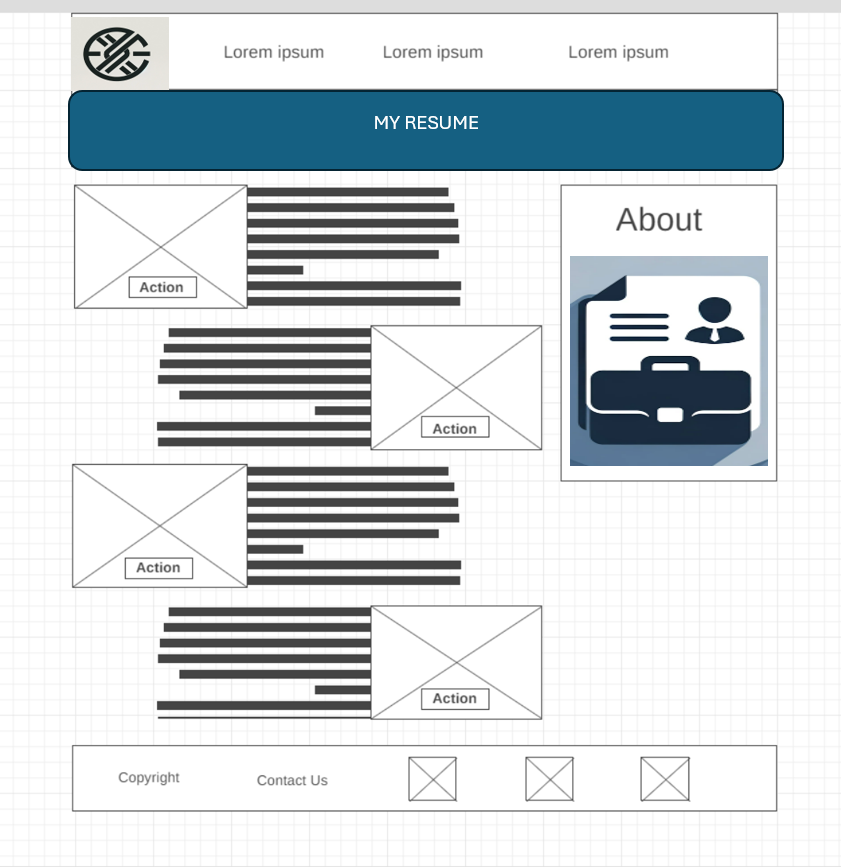 Lorem ipsum
Lorem ipsum
Lorem ipsum
MY RESUME
Action
About
Action
Action
Action
Copyright
Contact Us